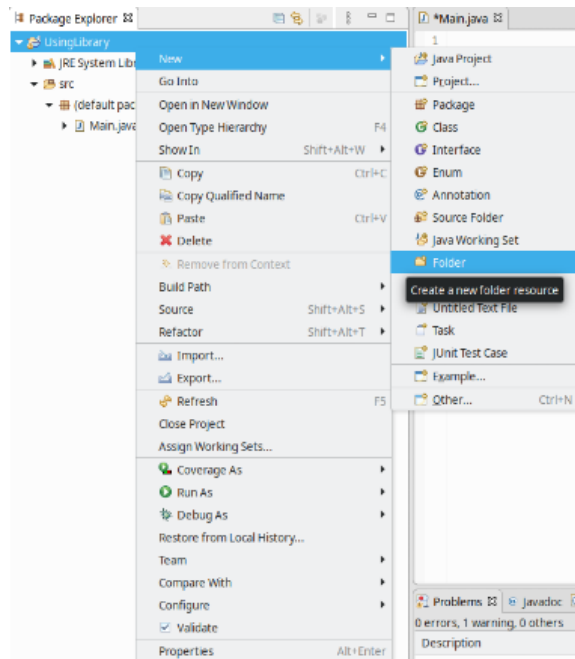 Package Explorer
*Main.java
1
UsingLibrary
JRE System Libr
src
(default pac
Main.java
New
Go Into
Open in New Window
Open Type Hierarchy F4
Show In Shift+Alt+W
Copy Ctrl+C
Copy Qualified Name
Paste Ctrl+V
Delete
Remove from Context
Build Path
Source Shift+Alt+S
Refactor Shift+Alt+T
Import...
Export...
Refresh F5
Close Project
Assign Working Sets...
Coverage As
Run As
Debug As
Restore from Local History...
Team
Compare With
Configure
Validate
Properties Alt+Enter
Java Project
Project...
Package
Class
Interface
Enum
Annotation
Source Folder
Java Working Set
Folder
Create a new folder resource
Untitled Text File
Task
JUnit Test Case
Example...
Other... Ctrl+N
Problems Javadoc
0 errors, 1 warning, 0 others
Description